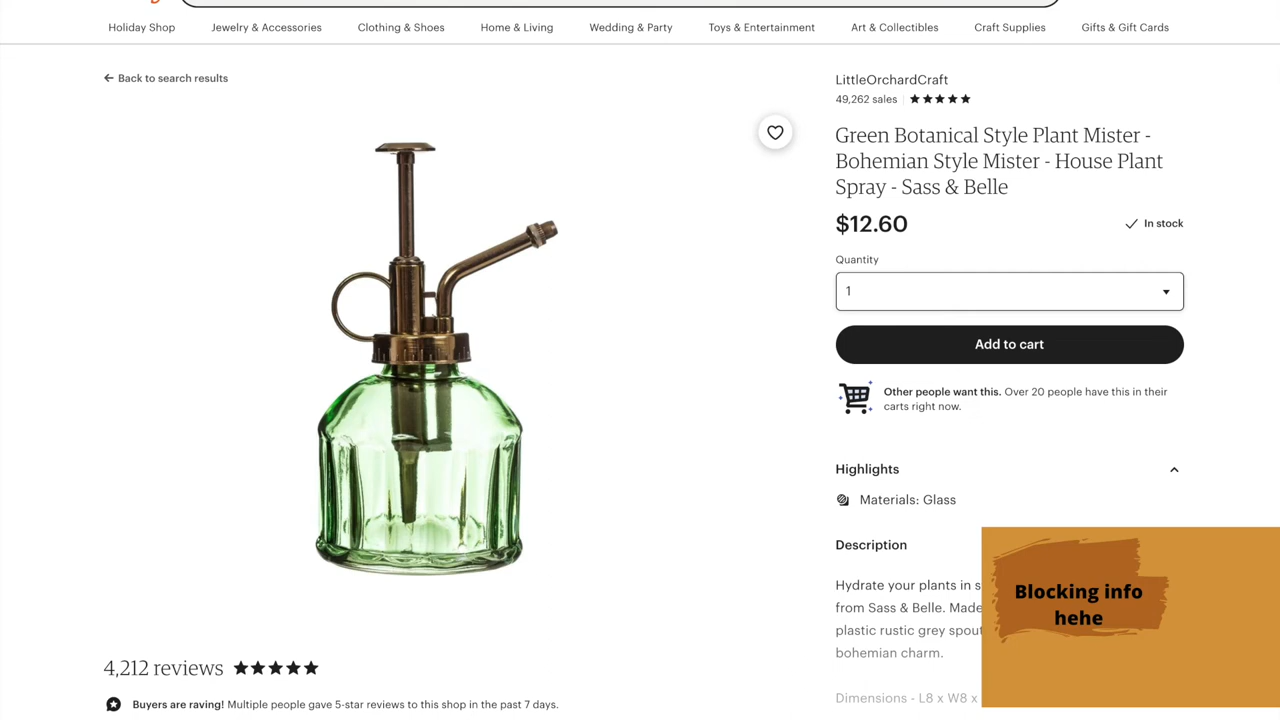 Holiday Shop
Jewelry & Accessories
Clothing & Shoes
Home & Living
Wedding & Party
Toys & Entertainment
Art & Collectibles
Craft Supplies
Gifts & Gift Cards
Back to search results
LittleOrchardCraft
49,262 sales
Green Botanical Style Plant Mister -
Bohemian Style Mister - House Plant
Spray - Sass & Belle
$12.60
In stock
Quantity
1
Add to cart
Other people want this. Over 20 people have this in their
carts right now.
Highlights
Materials: Glass
Description
Hydrate your plants in s
from Sass & Belle. Made
plastic rustic grey spout
bohemian charm.
Dimensions - L8 x W8 x
Blocking info
hehe
4,212 reviews
Buyers are raving! Multiple people gave 5-star reviews to this shop in the past 7 days.